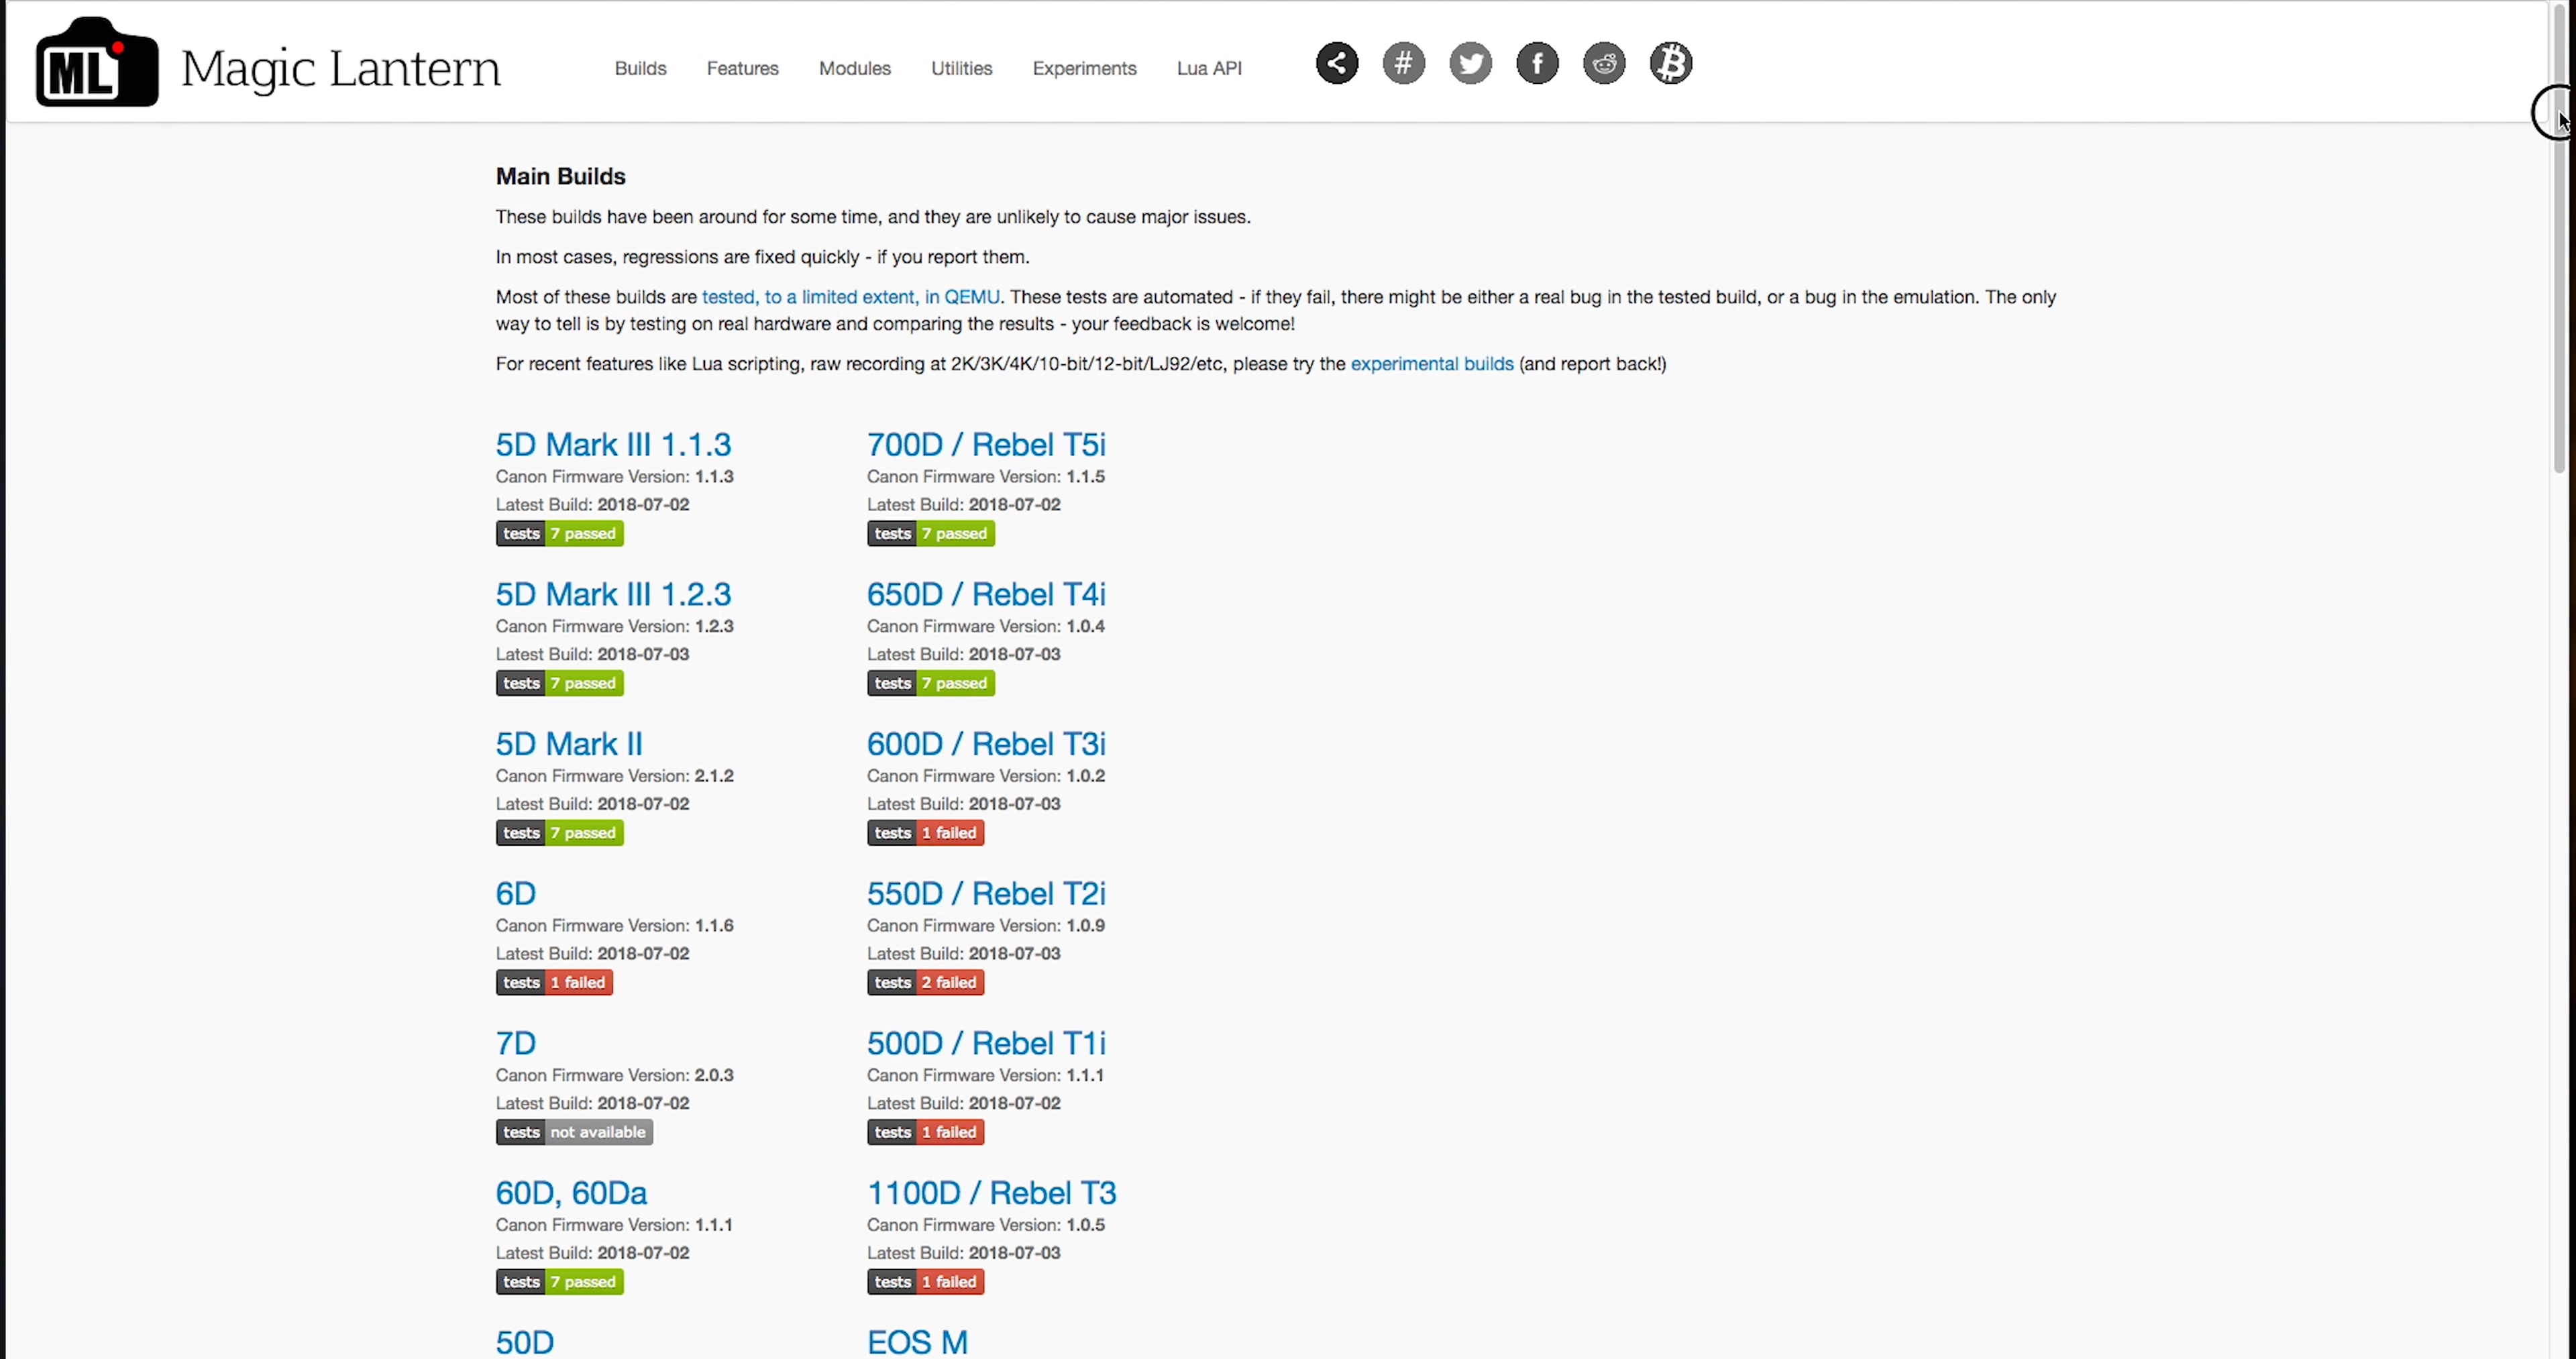 ML Magic Lantern
Builds Features Modules Utilities Experiments Lua API
Main Builds
These builds have been around for some time, and they are unlikely to cause major issues.
In most cases, regressions are fixed quickly - if you report them.
Most of these builds are tested, to a limited extent, in QEMU. These tests are automated - if they fail, there might be either a real bug in the tested build, or a bug in the emulation. The only
way to tell is by testing on real hardware and comparing the results - your feedback is welcome!
For recent features like Lua scripting, raw recording at 2K/3K/4K/10-bit/12-bit/LJ92/etc, please try the experimental builds (and report back!)
5D Mark III 1.1.3
Canon Firmware Version: 1.1.3
Latest Build: 2018-07-02
tests 7 passed
5D Mark III 1.2.3
Canon Firmware Version: 1.2.3
Latest Build: 2018-07-03
tests 7 passed
5D Mark II
Canon Firmware Version: 2.1.2
Latest Build: 2018-07-02
tests 7 passed
6D
Canon Firmware Version: 1.1.6
Latest Build: 2018-07-02
tests 1 failed
7D
Canon Firmware Version: 2.0.3
Latest Build: 2018-07-02
tests not available
60D, 60Da
Canon Firmware Version: 1.1.1
Latest Build: 2018-07-02
tests 7 passed
50D
700D / Rebel T5i
Canon Firmware Version: 1.1.5
Latest Build: 2018-07-02
tests 7 passed
650D / Rebel T4i
Canon Firmware Version: 1.0.4
Latest Build: 2018-07-03
tests 7 passed
600D / Rebel T3i
Canon Firmware Version: 1.0.2
Latest Build: 2018-07-03
tests 1 failed
550D / Rebel T2i
Canon Firmware Version: 1.0.9
Latest Build: 2018-07-03
tests 2 failed
500D / Rebel T1i
Canon Firmware Version: 1.1.1
Latest Build: 2018-07-02
tests 1 failed
1100D / Rebel T3
Canon Firmware Version: 1.0.5
Latest Build: 2018-07-03
tests 1 failed
EOS M